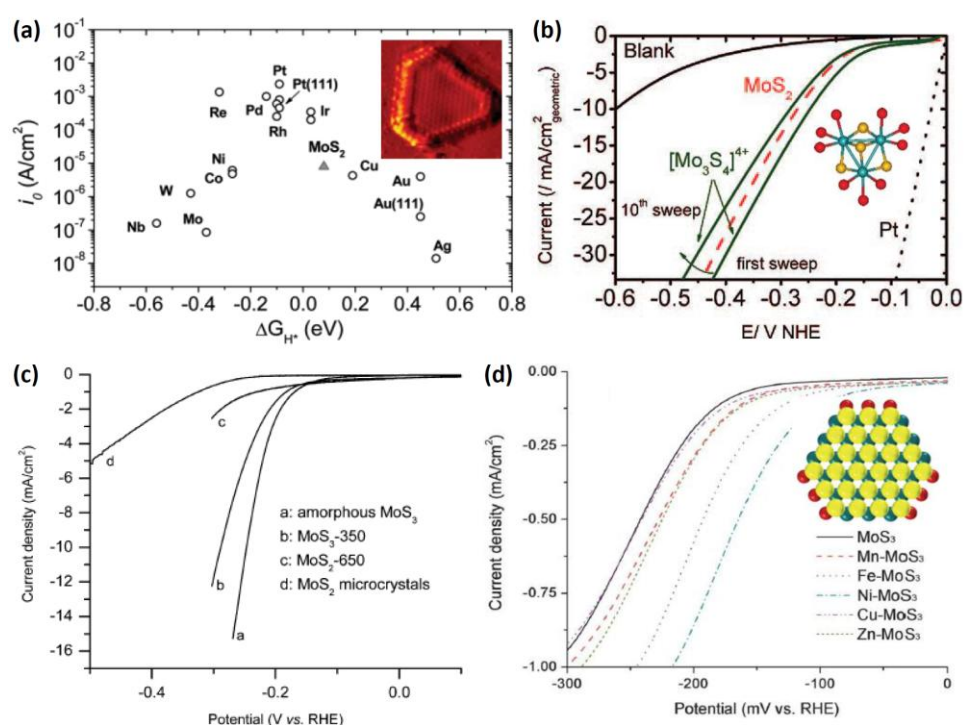 (a)
i₀ (A/cm²)
10⁻¹
10⁻²
10⁻³
10⁻⁴
10⁻⁵
10⁻⁶
10⁻⁷
10⁻⁸
Pt
Pt(111)
Re
Pd
Ir
Rh
MoS₂
Ni
Co
Cu
W
Au
Nb
Mo
Au(111)
Ag
-0.8 -0.6 -0.4 -0.2 0.0 0.2 0.4 0.6 0.8
ΔG_H* (eV)
(b)
Current (/ mA/cm²geometric)
0
-5
-10
-15
-20
-25
-30
Blank
MoS₂
[Mo₃S₄]⁴⁺
10th sweep
first sweep
Pt
-0.6 -0.5 -0.4 -0.3 -0.2 -0.1 0.0
E/ V NHE
(c)
Current density (mA/cm²)
0
-2
-4
-6
-8
-10
-12
-14
-16
c
d
a: amorphous MoS₃
b: MoS₃-350
c: MoS₂-650
d: MoS₂ microcrystals
b
a
-0.4 -0.2 0.0
Potential (V vs. RHE)
(d)
Current density (mA/cm²)
0.00
-0.25
-0.50
-0.75
-1.00
MoS₃
Mn-MoS₃
Fe-MoS₃
Ni-MoS₃
Cu-MoS₃
Zn-MoS₃
-300 -200 -100 0
Potential (mV vs. RHE)